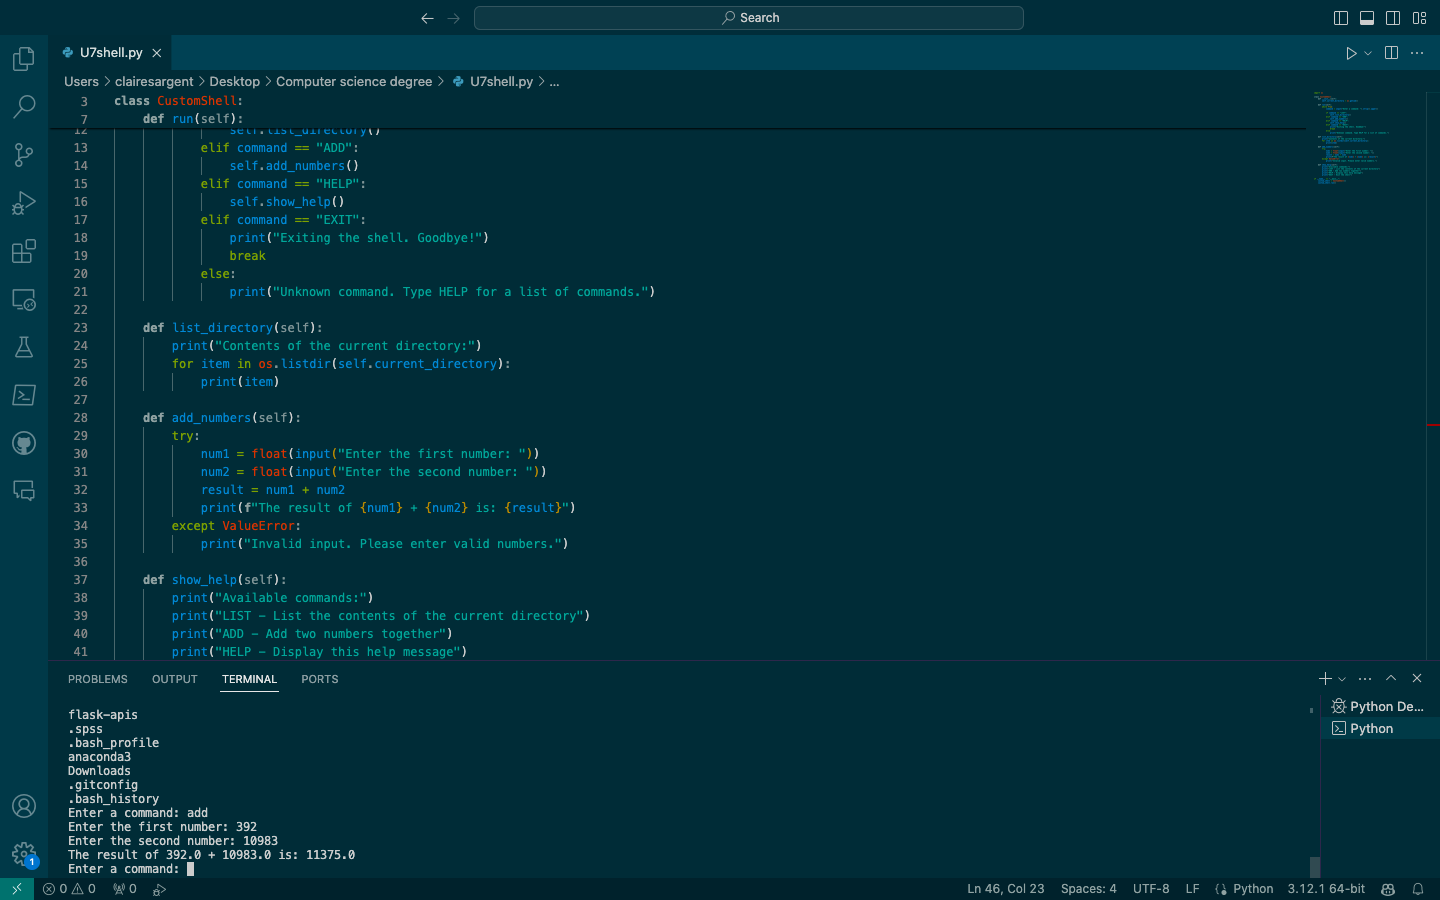 Search
U7shell.py
Users > clairesargent > Desktop > Computer science degree > U7shell.py > ...
3 class CustomShell:
7 def run(self):
12 self.list_directory()
13 elif command == "ADD":
14 self.add_numbers()
15 elif command == "HELP":
16 self.show_help()
17 elif command == "EXIT":
18 print("Exiting the shell. Goodbye!")
19 break
20 else:
21 print("Unknown command. Type HELP for a list of commands.")
22
23 def list_directory(self):
24 print("Contents of the current directory:")
25 for item in os.listdir(self.current_directory):
26 print(item)
27
28 def add_numbers(self):
29 try:
30 num1 = float(input("Enter the first number: "))
31 num2 = float(input("Enter the second number: "))
32 result = num1 + num2
33 print(f"The result of {num1} + {num2} is: {result}")
34 except ValueError:
35 print("Invalid input. Please enter valid numbers.")
36
37 def show_help(self):
38 print("Available commands:")
39 print("LIST – List the contents of the current directory")
40 print("ADD – Add two numbers together")
41 print("HELP – Display this help message")
PROBLEMS OUTPUT TERMINAL PORTS
Python De...
Python
flask-apis
.spss
.bash_profile
anaconda3
Downloads
.gitconfig
.bash_history
Enter a command: add
Enter the first number: 392
Enter the second number: 10983
The result of 392.0 + 10983.0 is: 11375.0
Enter a command:
1
0 0 0 Ln 46, Col 23 Spaces: 4 UTF-8 LF Python 3.12.1 64-bit